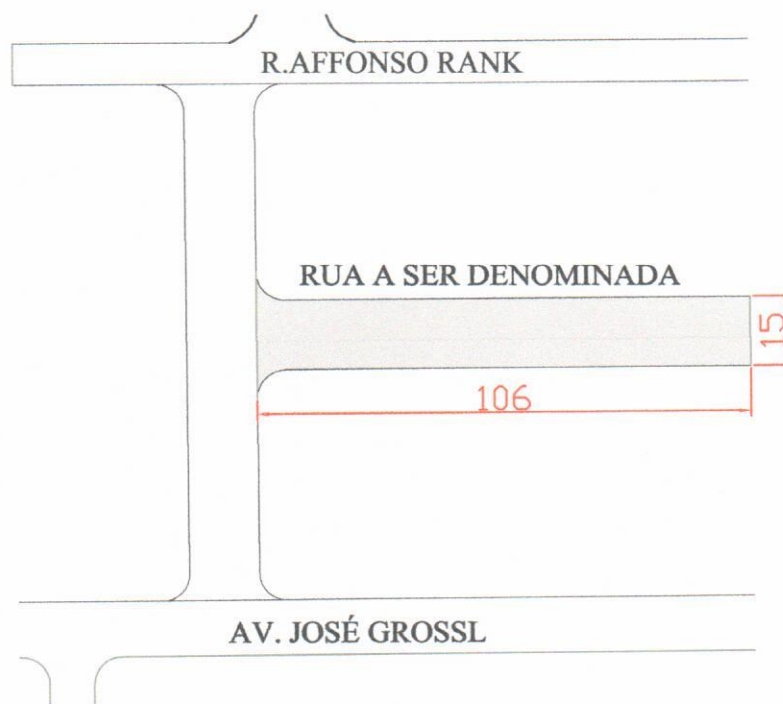 R.AFFONSO RANK
RUA A SER DENOMINADA
15
106
AV. JOSÉ GROSSL